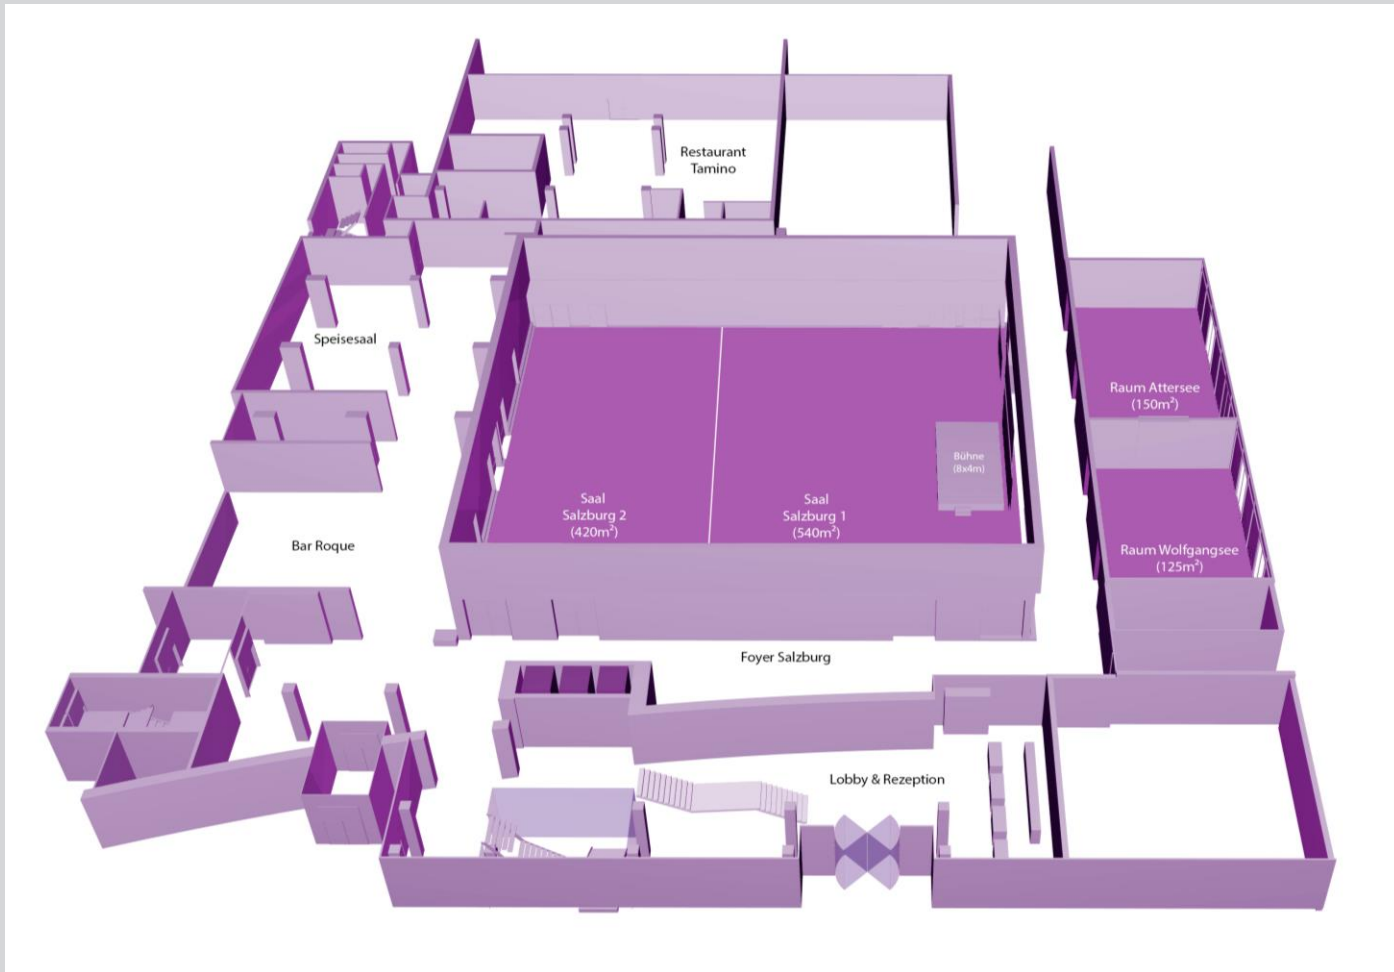 Restaurant
Tamino
Speisesaal
Raum Attersee
(150m²)
Bühne
(8x4m)
Saal
Salzburg 2
(420m²)
Saal
Salzburg 1
(540m²)
Bar Roque
Raum Wolfgangsee
(125m²)
Foyer Salzburg
Lobby & Rezeption